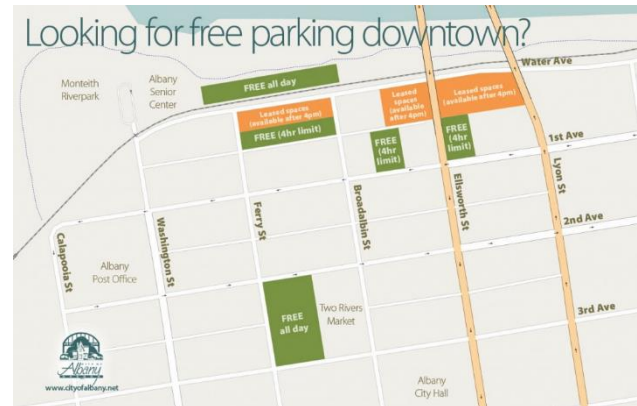 Looking for free parking downtown?
Water Ave
Monteith
Riverpark
Albany
Senior
Center
FREE all day
Leased spaces
(available after 4pm)
FREE (4hr limit)
Leased
spaces
(available
after 4pm)
Leased spaces
(available after 4pm)
FREE
(4hr
limit)
FREE
(4hr
limit)
1st Ave
Lyon St
Ellsworth St
Broadalbin St
Ferry St
Washington St
Calapooia St
2nd Ave
Albany
Post Office
FREE
all day
Two Rivers
Market
3rd Ave
Albany
www.cityofalbany.net
Albany
City Hall